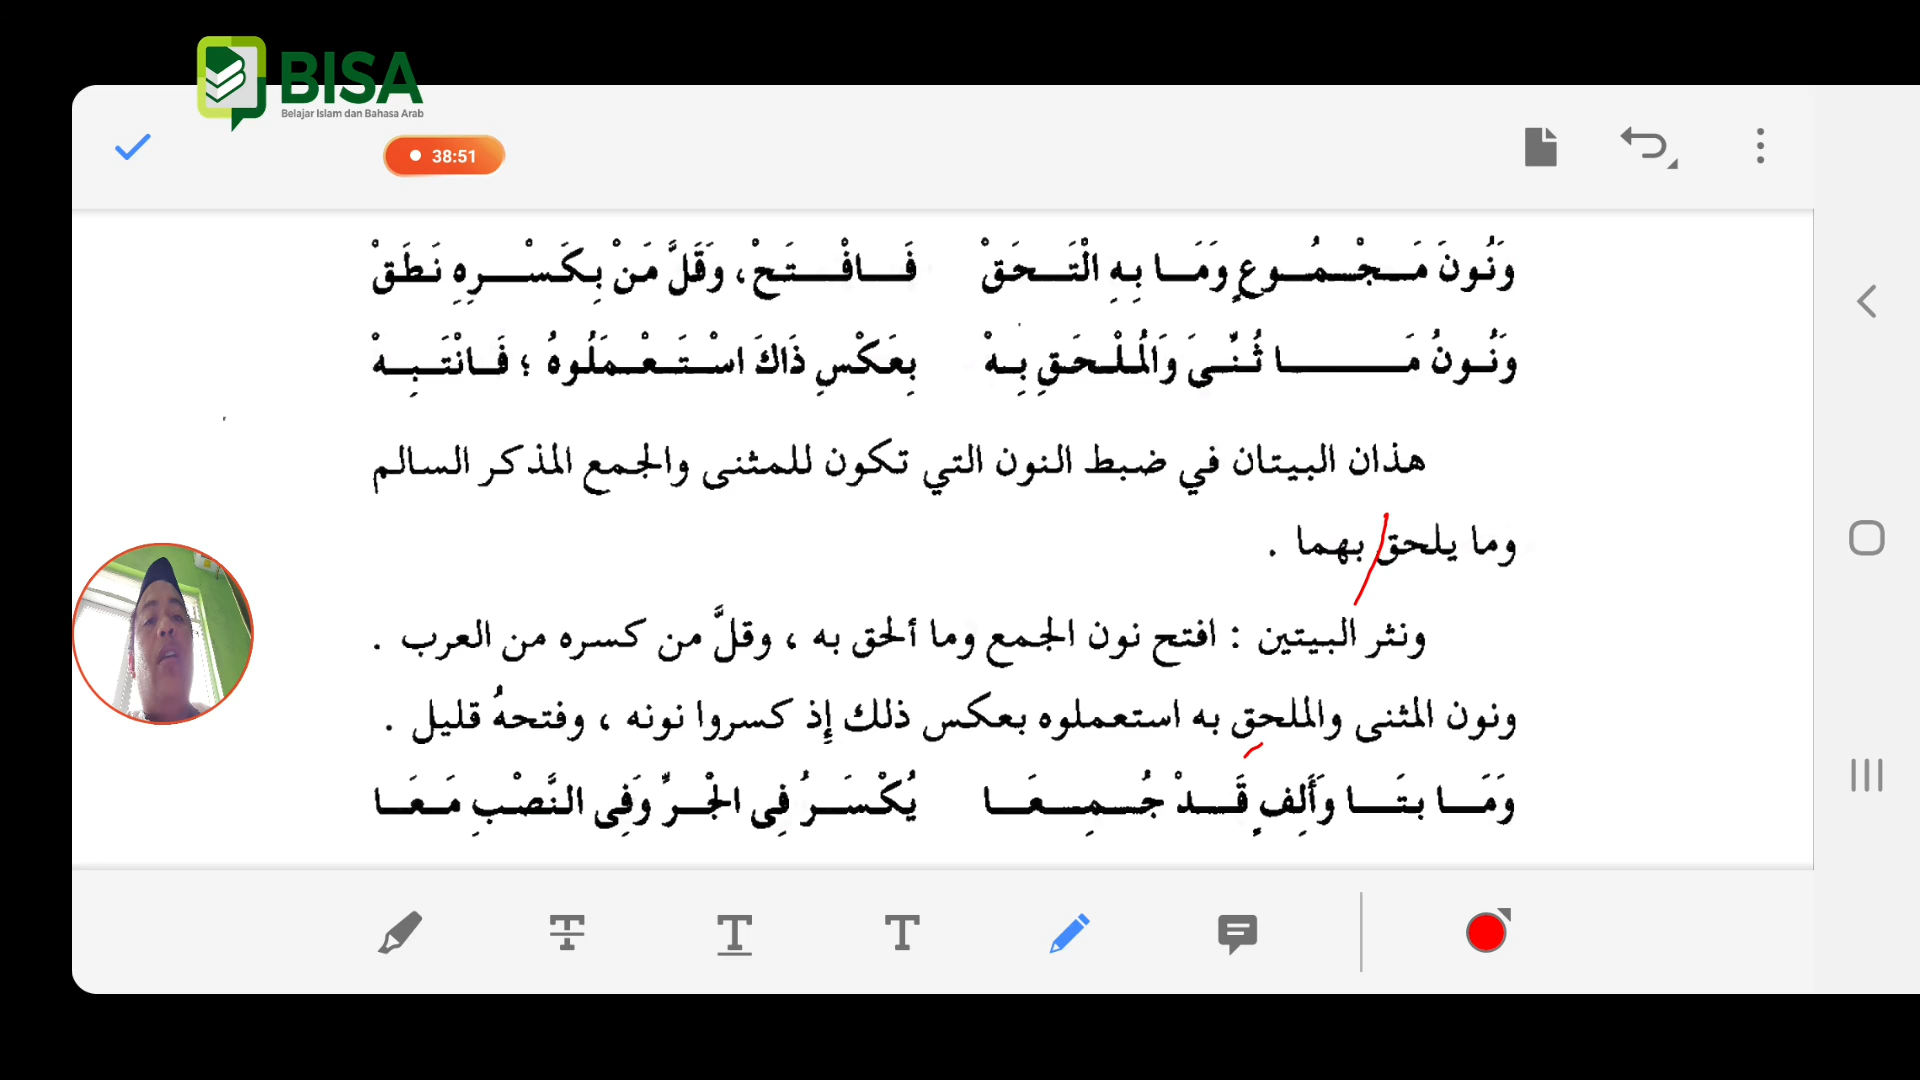 BISA
Belajar Islam dan Bahasa Arab
38:51
وَنُونَ مَجْمُوعٍ وَمَا بِهِ الْتَحَقْ فَافْتَحْ، وَقَلَّ مَنْ بِكَسْرِهِ نَطَقْ
وَنُونُ مَا ثُنِّىَ وَالمُلْحَقِ بِهْ بِعَكْسِ ذَاكَ اسْتَعْمَلُوهُ ؛ فَانْتَبِهْ
هذان البيتان في ضبط النون التي تكون للمثنى والجمع المذكر السالم
وما يلحق بهما .
ونثر البيتين : افتح نون الجمع وما ألحق به ، وقلَّ من كسره من العرب .
ونون المثنى والملحق به استعملوه بعكس ذلك إِذ كسروا نونه ، وفتحهُ قليل .
وَمَا بتَا وَأَلِفٍ قَدْ جُمِعَا يُكْسَرُ فِى الْجَرِّ وَفِى النَّصْبِ مَعَا